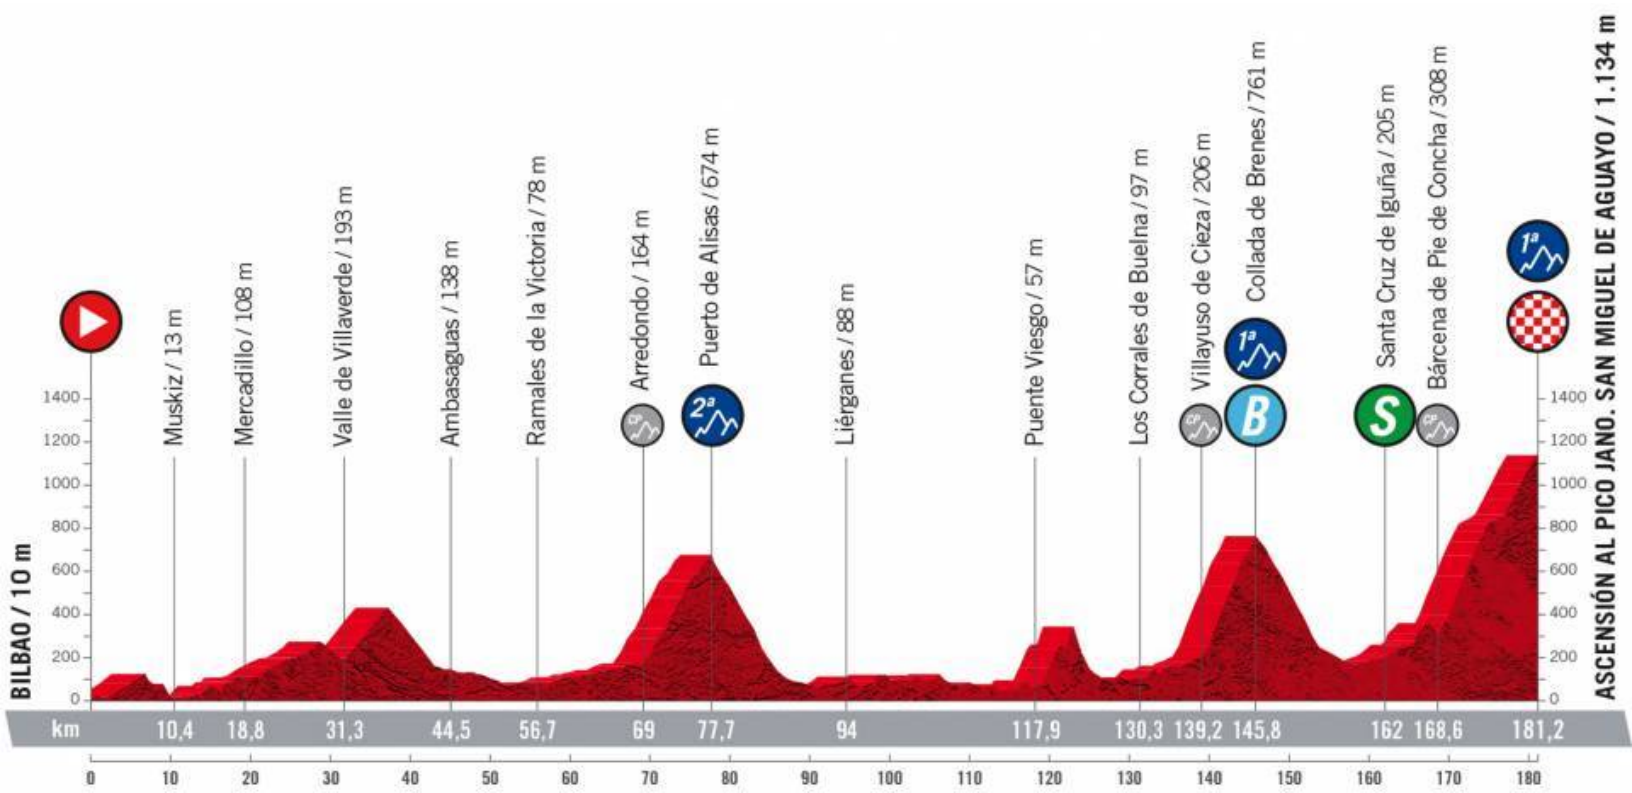 BILBAO / 10 m
Muskiz / 13 m
Mercadillo / 108 m
Valle de Villaverde / 193 m
Ambasaguas / 138 m
Ramales de la Victoria / 78 m
Arredondo / 164 m
Puerto de Alisas / 674 m
Liérganes / 88 m
Puente Viesgo / 57 m
Los Corrales de Buelna / 97 m
Villayuso de Cieza / 206 m
Collada de Brenes / 761 m
Santa Cruz de Iguña / 205 m
Bárcena de Pie de Concha / 308 m
ASCENSIÓN AL PICO JANO. SAN MIGUEL DE AGUAYO / 1.134 m
CP
2ª
CP
1ª
B
S
CP
1ª
1400
1200
1000
800
600
400
200
0
1400
1200
1000
800
600
400
200
0
km 10,4 18,8 31,3 44,5 56,7 69 77,7 94 117,9 130,3 139,2 145,8 162 168,6 181,2
0 10 20 30 40 50 60 70 80 90 100 110 120 130 140 150 160 170 180